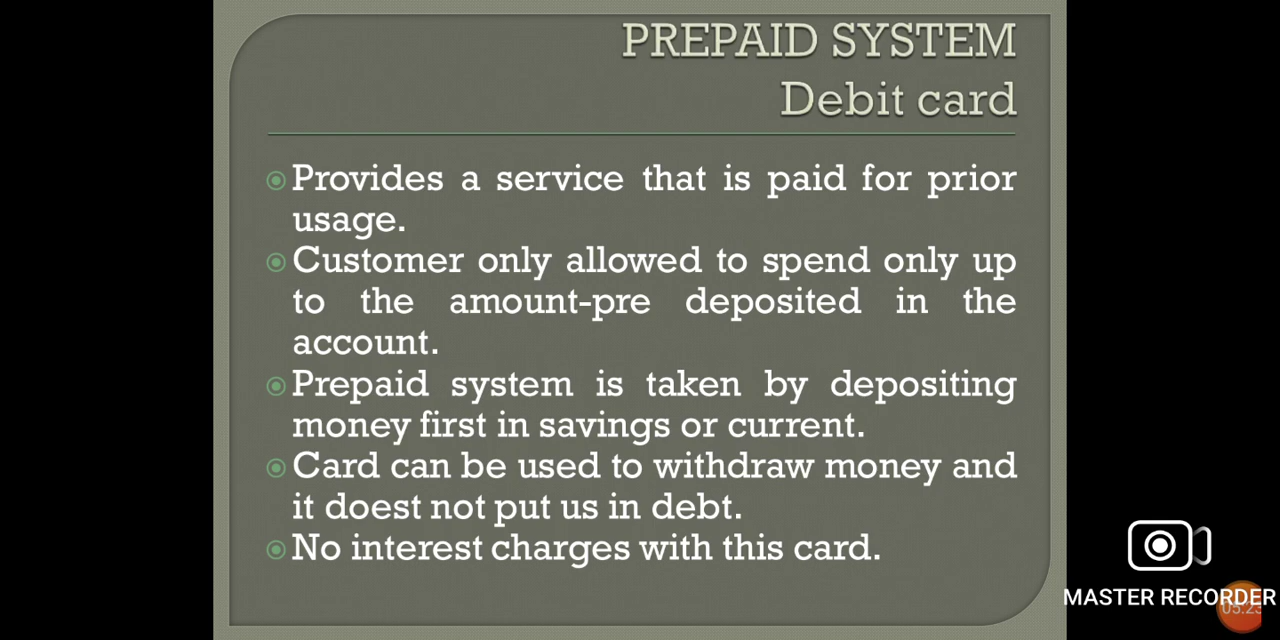 PREPAID SYSTEM
Debit card
Provides a service that is paid for prior
usage.
Customer only allowed to spend only up
to the amount-pre deposited in the
account.
Prepaid system is taken by depositing
money first in savings or current.
Card can be used to withdraw money and
it doest not put us in debt.
No interest charges with this card.
MASTER RECORDER
05:23